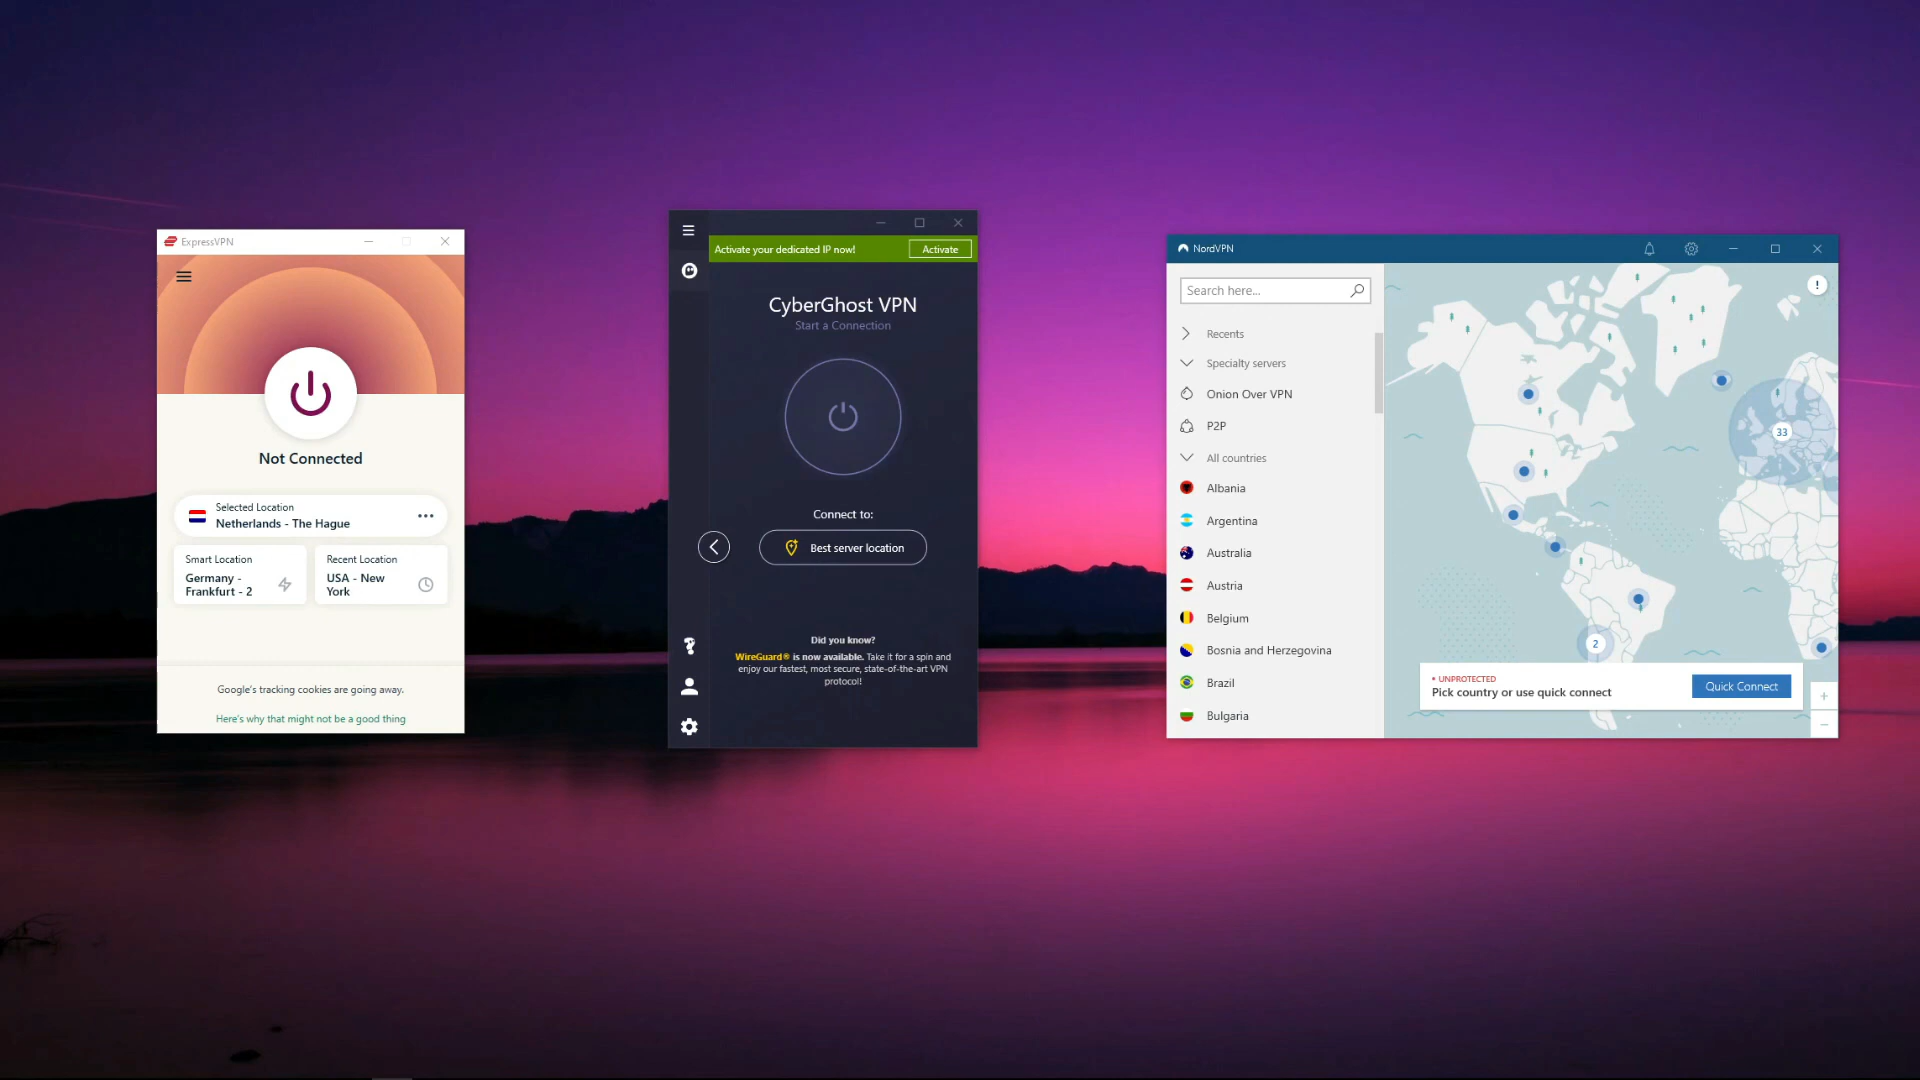 ExpressVPN
Not Connected
Selected Location
Netherlands - The Hague
Smart Location
Germany -
Frankfurt - 2
Recent Location
USA - New
York
Google's tracking cookies are going away.
Here's why that might not be a good thing
Activate your dedicated IP now!
Activate
CyberGhost VPN
Start a Connection
Connect to:
Best server location
Did you know?
WireGuard® is now available. Take it for a spin and
enjoy our fastest, most secure, state-of-the-art VPN
protocol!
NordVPN
Search here...
Recents
Specialty servers
Onion Over VPN
P2P
All countries
Albania
Argentina
Australia
Austria
Belgium
Bosnia and Herzegovina
Brazil
Bulgaria
!
33
2
• UNPROTECTED
Pick country or use quick connect
Quick Connect
+
−